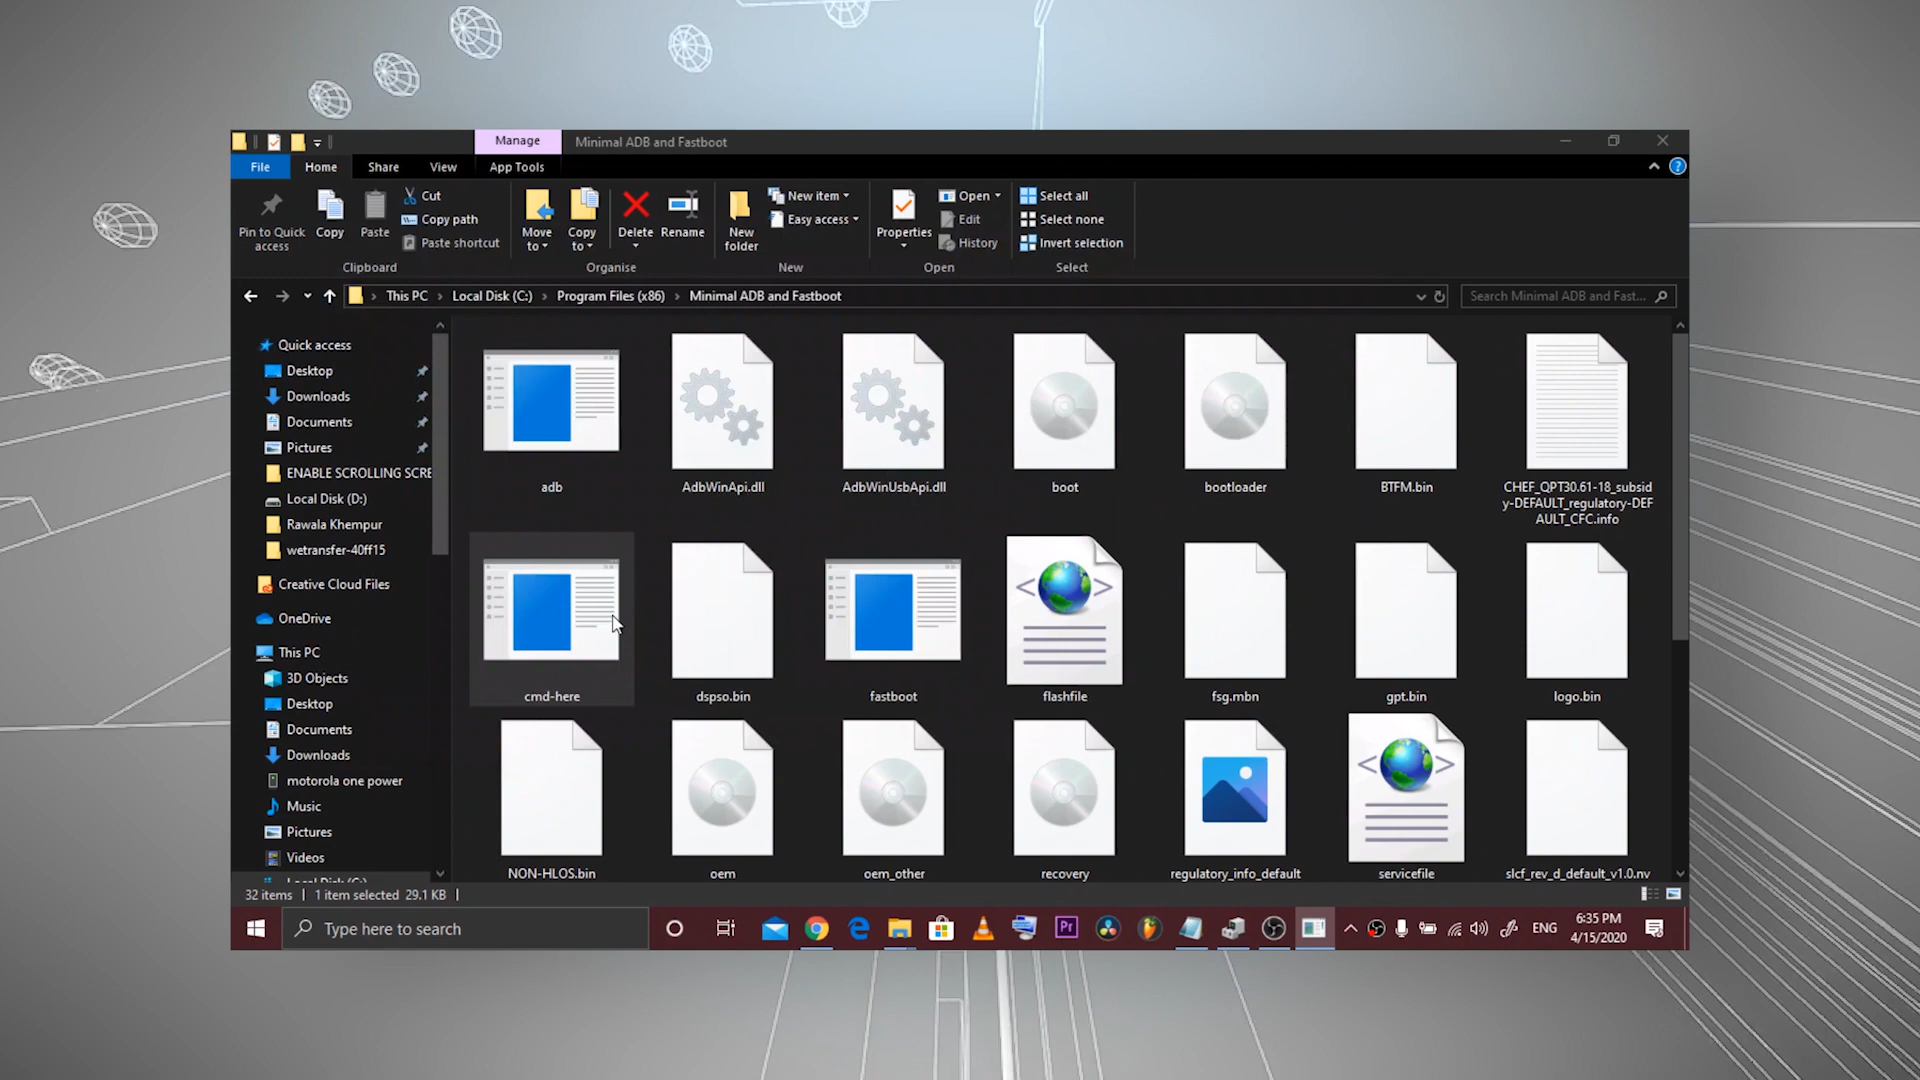 Manage
Minimal ADB and Fastboot
File
Home
Share
View
App Tools
Pin to Quick
access
Copy
Paste
Cut
Copy path
Paste shortcut
Clipboard
Move
to
Copy
to
Delete
Rename
Organise
New
folder
New item
Easy access
New
Properties
Open
Edit
History
Open
Select all
Select none
Invert selection
Select
This PC
Local Disk (C:)
Program Files (x86)
Minimal ADB and Fastboot
Search Minimal ADB and Fast...
Quick access
Desktop
Downloads
Documents
Pictures
ENABLE SCROLLING SCRE
Local Disk (D:)
Rawala Khempur
wetransfer-40ff15
Creative Cloud Files
OneDrive
This PC
3D Objects
Desktop
Documents
Downloads
motorola one power
Music
Pictures
Videos
Local Disk (C:)
adb
AdbWinApi.dll
AdbWinUsbApi.dll
boot
bootloader
BTFM.bin
CHEF_QPT30.61-18_subsid
y-DEFAULT_regulatory-DEF
AULT_CFC.info
cmd-here
dspso.bin
fastboot
flashfile
fsg.mbn
gpt.bin
logo.bin
NON-HLOS.bin
oem
oem_other
recovery
regulatory_info_default
servicefile
slcf_rev_d_default_v1.0.nv
32 items
1 item selected 29.1 KB
Type here to search
Pr
ENG
6:35 PM
4/15/2020